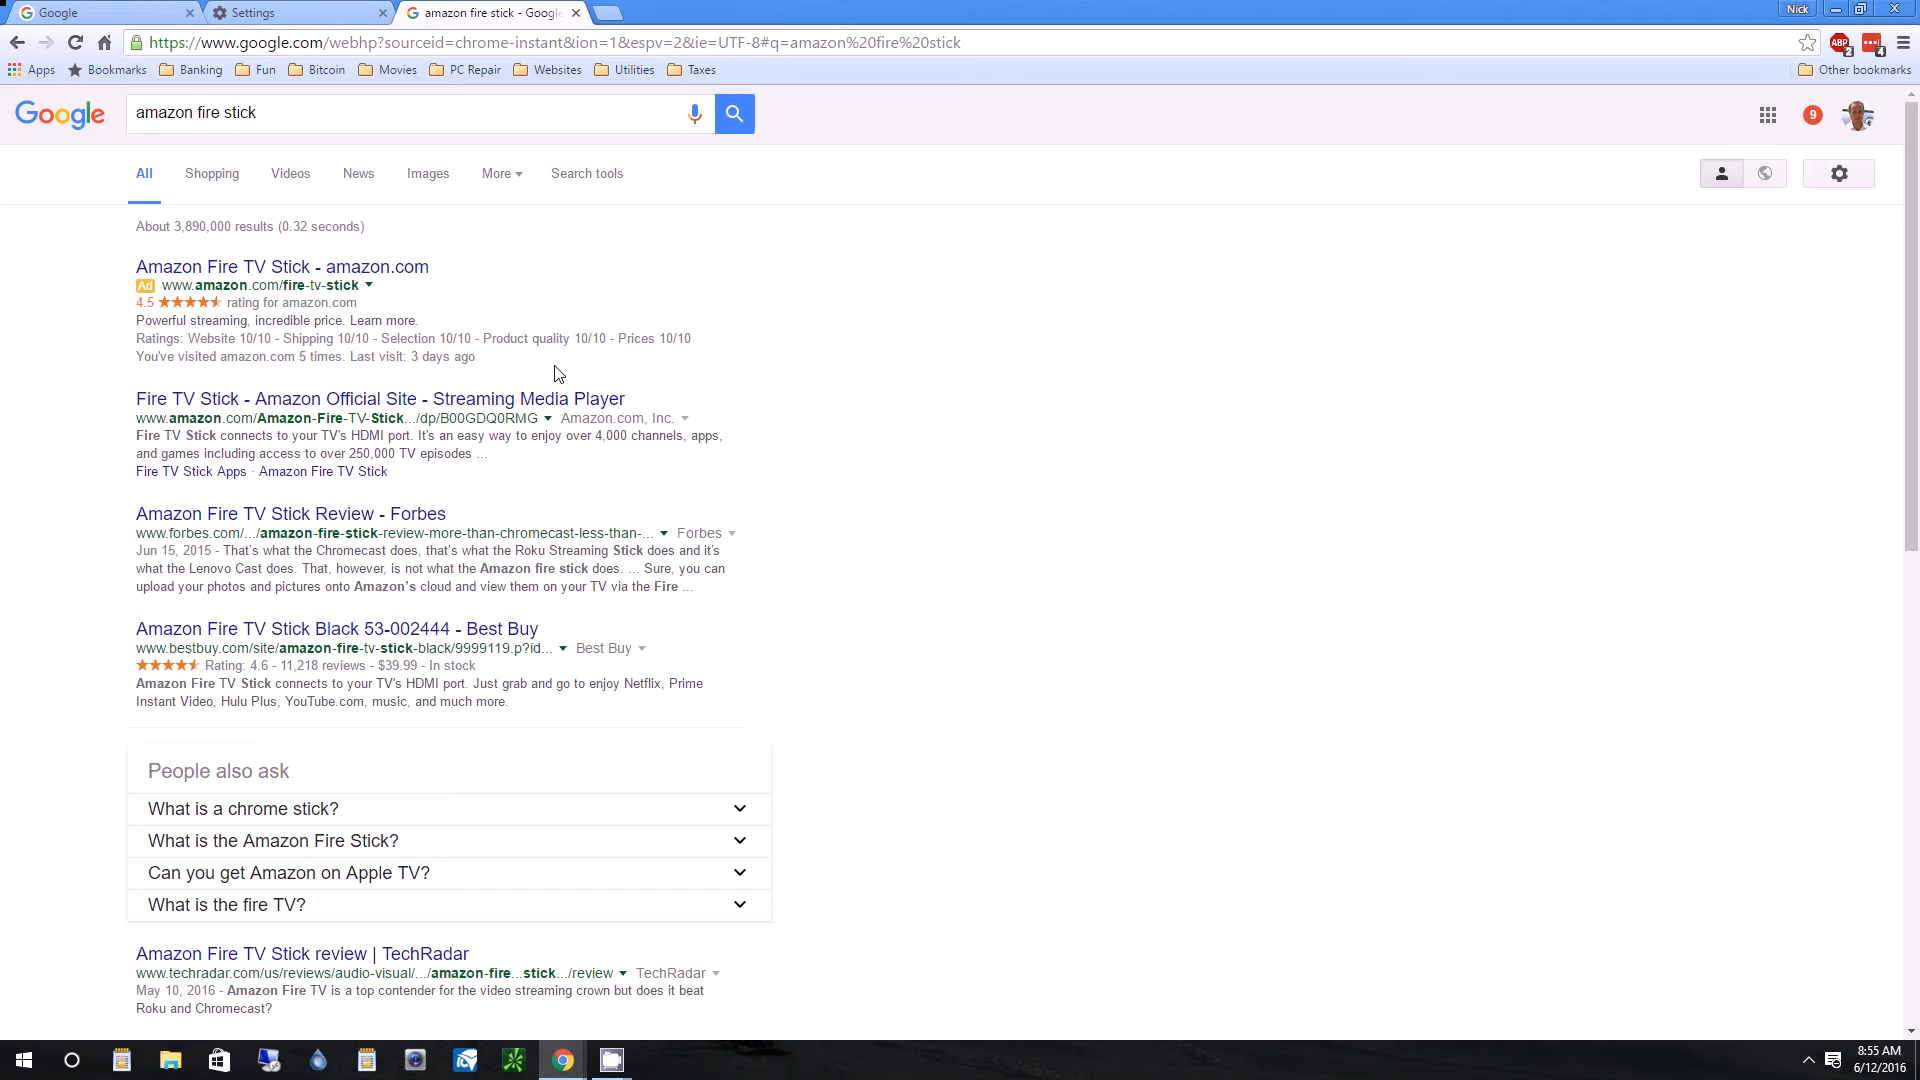 Google
Settings
amazon fire stick - Google
Nick
https://www.google.com/webhp?sourceid=chrome-instant&ion=1&espv=2&ie=UTF-8#q=amazon%20fire%20stick
ABP
2
4
Apps
Bookmarks
Banking
Fun
Bitcoin
Movies
PC Repair
Websites
Utilities
Taxes
Other bookmarks
Google
amazon fire stick
9
All
Shopping
Videos
News
Images
More
Search tools
About 3,890,000 results (0.32 seconds)
Amazon Fire TV Stick - amazon.com
Ad www.amazon.com/fire-tv-stick
4.5 rating for amazon.com
Powerful streaming, incredible price. Learn more.
Ratings: Website 10/10 - Shipping 10/10 - Selection 10/10 - Product quality 10/10 - Prices 10/10
You've visited amazon.com 5 times. Last visit: 3 days ago
Fire TV Stick - Amazon Official Site - Streaming Media Player
www.amazon.com/Amazon-Fire-TV-Stick.../dp/B00GDQ0RMG Amazon.com, Inc.
Fire TV Stick connects to your TV's HDMI port. It's an easy way to enjoy over 4,000 channels, apps,
and games including access to over 250,000 TV episodes ...
Fire TV Stick Apps · Amazon Fire TV Stick
Amazon Fire TV Stick Review - Forbes
www.forbes.com/.../amazon-fire-stick-review-more-than-chromecast-less-than-... Forbes
Jun 15, 2015 - That's what the Chromecast does, that's what the Roku Streaming Stick does and it's
what the Lenovo Cast does. That, however, is not what the Amazon fire stick does. ... Sure, you can
upload your photos and pictures onto Amazon's cloud and view them on your TV via the Fire ...
Amazon Fire TV Stick Black 53-002444 - Best Buy
www.bestbuy.com/site/amazon-fire-tv-stick-black/9999119.p?id... Best Buy
Rating: 4.6 - 11,218 reviews - $39.99 - In stock
Amazon Fire TV Stick connects to your TV's HDMI port. Just grab and go to enjoy Netflix, Prime
Instant Video, Hulu Plus, YouTube.com, music, and much more.
People also ask
What is a chrome stick?
What is the Amazon Fire Stick?
Can you get Amazon on Apple TV?
What is the fire TV?
Amazon Fire TV Stick review | TechRadar
www.techradar.com/us/reviews/audio-visual/.../amazon-fire...stick.../review TechRadar
May 10, 2016 - Amazon Fire TV is a top contender for the video streaming crown but does it beat
Roku and Chromecast?
8:55 AM
6/12/2016